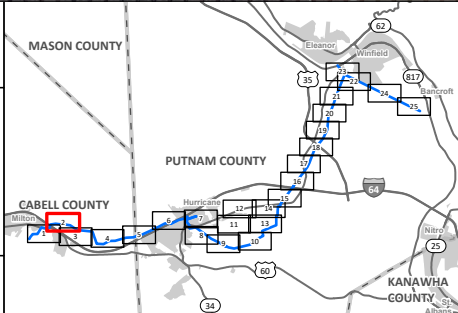 62
Eleanor
Winfield
MASON COUNTY
35
817
23
22
24
Bancroft
21
25
20
19
18
PUTNAM COUNTY
17
16
64
CABELL COUNTY
Hurricane
15
Milton
12
14
2
6
7
11
13
1
3
4
5
8
9
10
Nitro
25
60
KANAWHA
COUNTY
St
Albans
34